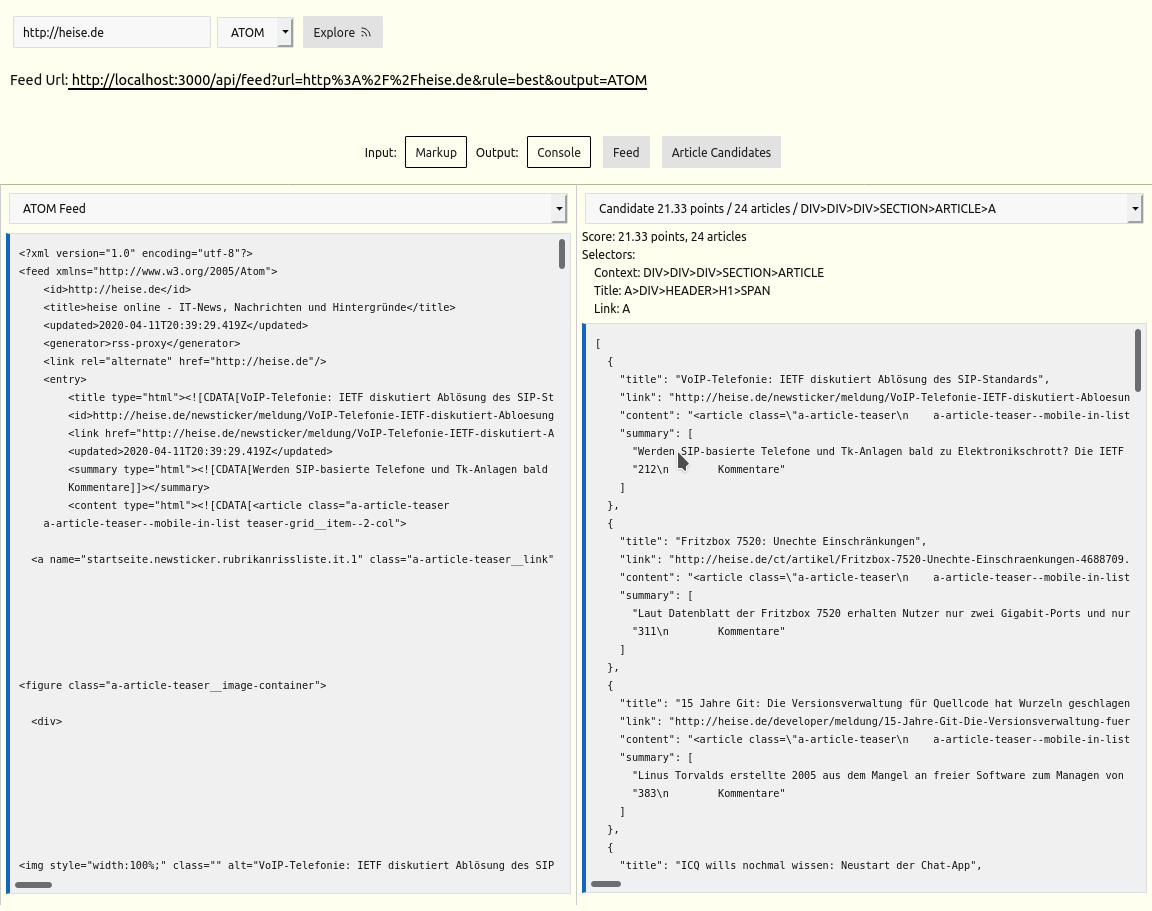 http://heise.de
ATOM
Explore
Feed Url: http://localhost:3000/api/feed?url=http%3A%2F%2Fheise.de&rule=best&output=ATOM
Input:
Markup
Output:
Console
Feed
Article Candidates
ATOM Feed
<?xml version="1.0" encoding="utf-8"?>
<feed xmlns="http://www.w3.org/2005/Atom">
<id>http://heise.de</id>
<title>heise online - IT-News, Nachrichten und Hintergründe</title>
<updated>2020-04-11T20:39:29.419Z</updated>
<generator>rss-proxy</generator>
<link rel="alternate" href="http://heise.de"/>
<entry>
<title type="html"><![CDATA[VoIP-Telefonie: IETF diskutiert Ablösung des SIP-St
<id>http://heise.de/newsticker/meldung/VoIP-Telefonie-IETF-diskutiert-Abloesung
<link href="http://heise.de/newsticker/meldung/VoIP-Telefonie-IETF-diskutiert-A
<updated>2020-04-11T20:39:29.419Z</updated>
<summary type="html"><![CDATA[Werden SIP-basierte Telefone und Tk-Anlagen bald
Kommentare]]></summary>
<content type="html"><![CDATA[<article class="a-article-teaser
a-article-teaser--mobile-in-list teaser-grid__item--2-col">
<a name="startseite.newsticker.rubrikanrissliste.it.1" class="a-article-teaser__link"
<figure class="a-article-teaser__image-container">
<div>
<img style="width:100%;" class="" alt="VoIP-Telefonie: IETF diskutiert Ablösung des SIP
Candidate 21.33 points / 24 articles / DIV>DIV>DIV>SECTION>ARTICLE>A
Score: 21.33 points, 24 articles
Selectors:
Context: DIV>DIV>DIV>SECTION>ARTICLE
Title: A>DIV>HEADER>H1>SPAN
Link: A
[
{
"title": "VoIP-Telefonie: IETF diskutiert Ablösung des SIP-Standards",
"link": "http://heise.de/newsticker/meldung/VoIP-Telefonie-IETF-diskutiert-Abloesun
"content": "<article class=\"a-article-teaser\n    a-article-teaser--mobile-in-list
"summary": [
"Werden SIP-basierte Telefone und Tk-Anlagen bald zu Elektronikschrott? Die IETF
"212\n        Kommentare"
]
},
{
"title": "Fritzbox 7520: Unechte Einschränkungen",
"link": "http://heise.de/ct/artikel/Fritzbox-7520-Unechte-Einschraenkungen-4688709.
"content": "<article class=\"a-article-teaser\n    a-article-teaser--mobile-in-list
"summary": [
"Laut Datenblatt der Fritzbox 7520 erhalten Nutzer nur zwei Gigabit-Ports und nur
"311\n        Kommentare"
]
},
{
"title": "15 Jahre Git: Die Versionsverwaltung für Quellcode hat Wurzeln geschlagen
"link": "http://heise.de/developer/meldung/15-Jahre-Git-Die-Versionsverwaltung-fuer
"content": "<article class=\"a-article-teaser\n    a-article-teaser--mobile-in-list
"summary": [
"Linus Torvalds erstellte 2005 aus dem Mangel an freier Software zum Managen von
"383\n        Kommentare"
]
},
{
"title": "ICQ wills nochmal wissen: Neustart der Chat-App",